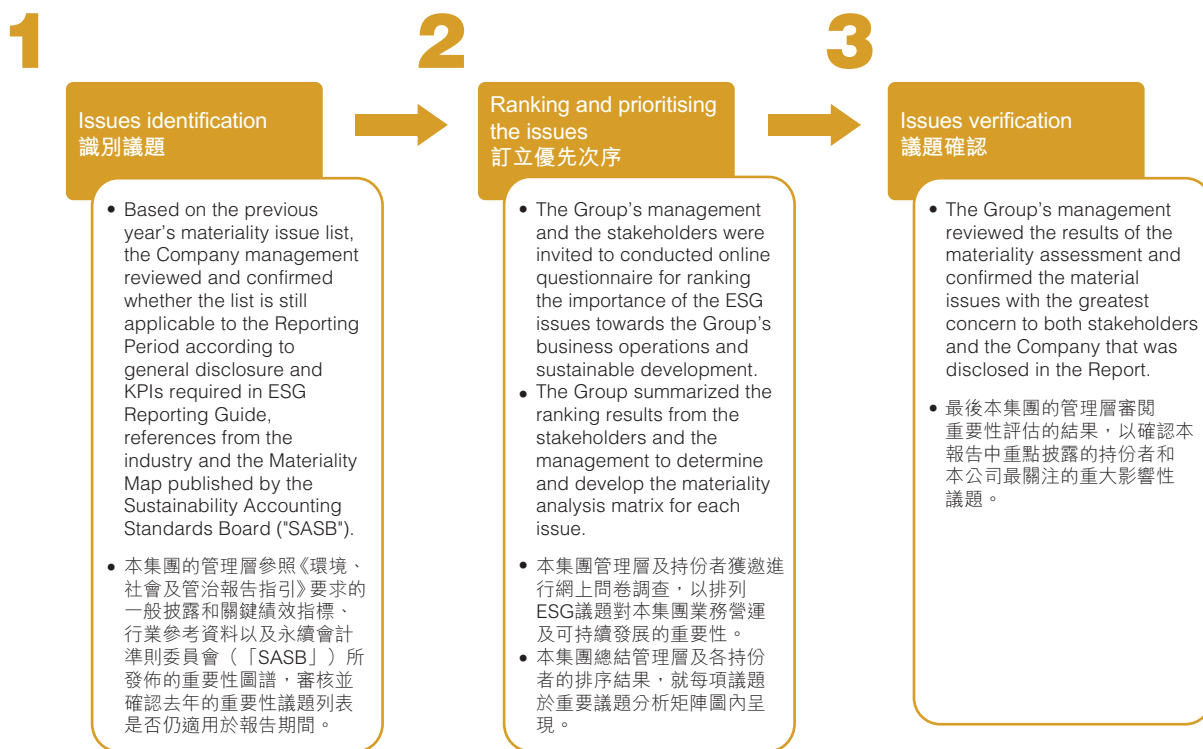 1
Issues identification
識別議題
• Based on the previous
year's materiality issue list,
the Company management
reviewed and confirmed
whether the list is still
applicable to the Reporting
Period according to
general disclosure and
KPIs required in ESG
Reporting Guide,
references from the
industry and the Materiality
Map published by the
Sustainability Accounting
Standards Board ("SASB").
• 本集團的管理層參照《環境、
社會及管治報告指引》要求的
一般披露和關鍵績效指標、
行業參考資料以及永續會計
準則委員會（「SASB」）所
發佈的重要性圖譜，審核並
確認去年的重要性議題列表
是否仍適用於報告期間。
2
Ranking and prioritising
the issues
訂立優先次序
• The Group's management
and the stakeholders were
invited to conducted online
questionnaire for ranking
the importance of the ESG
issues towards the Group's
business operations and
sustainable development.
• The Group summarized the
ranking results from the
stakeholders and the
management to determine
and develop the materiality
analysis matrix for each
issue.
• 本集團管理層及持份者獲邀進
行網上問卷調查，以排列
ESG議題對本集團業務營運
及可持續發展的重要性。
• 本集團總結管理層及各持份
者的排序結果，就每項議題
於重要議題分析矩陣圖內呈
現。
3
Issues verification
議題確認
• The Group's management
reviewed the results of the
materiality assessment and
confirmed the material
issues with the greatest
concern to both stakeholders
and the Company that was
disclosed in the Report.
• 最後本集團的管理層審閱
重要性評估的結果，以確認本
報告中重點披露的持份者和
本公司最關注的重大影響性
議題。